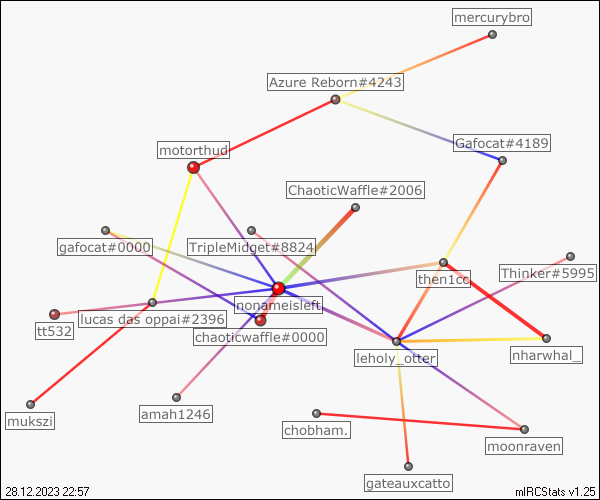 mercurybro
Azure Reborn#4243
Gafocat#4189
motorthud
ChaoticWaffle#2006
gafocat#0000
TripleMidget#8824
then1cc
Thinker#5995
nonameisleft
lucas das oppai#2396
tt532
chaoticwaffle#0000
leholy_otter
nharwhal_
mukszi
amah1246
chobham.
moonraven
gateauxcatto
28.12.2023 22:57
mIRCStats v1.25